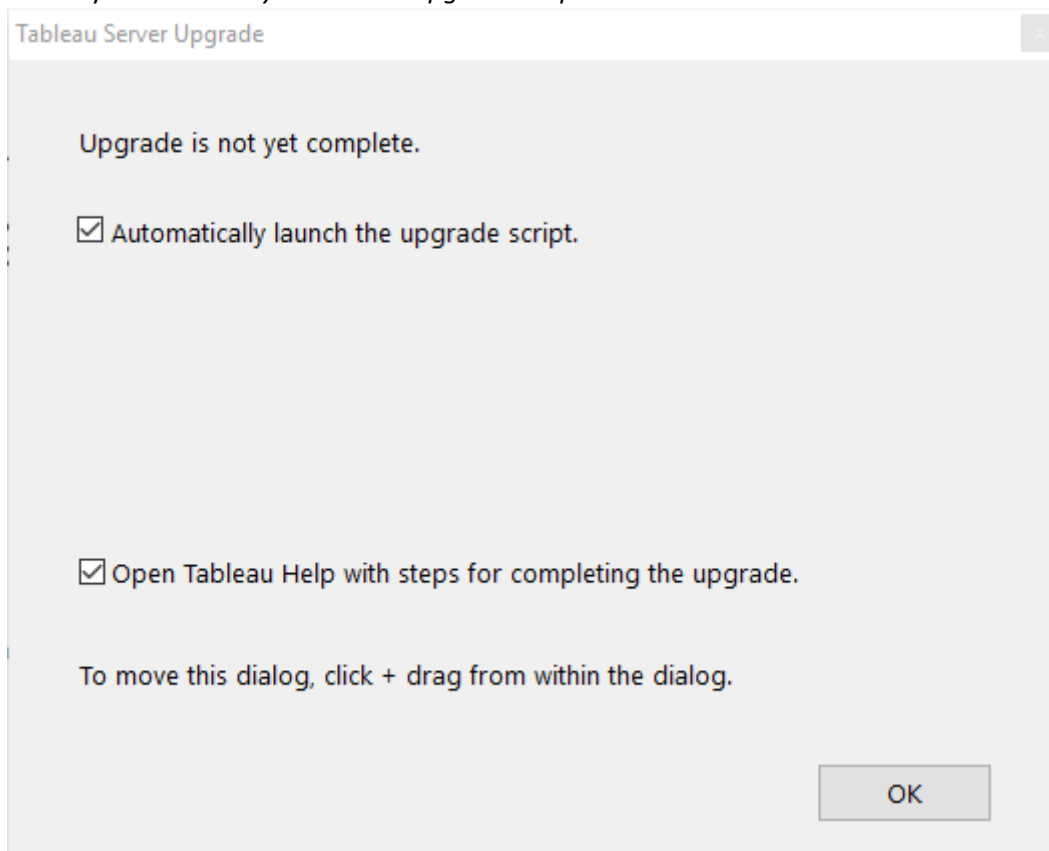 Tableau Server Upgrade
Upgrade is not yet complete.
Automatically launch the upgrade script.
Open Tableau Help with steps for completing the upgrade.
To move this dialog, click + drag from within the dialog.
OK